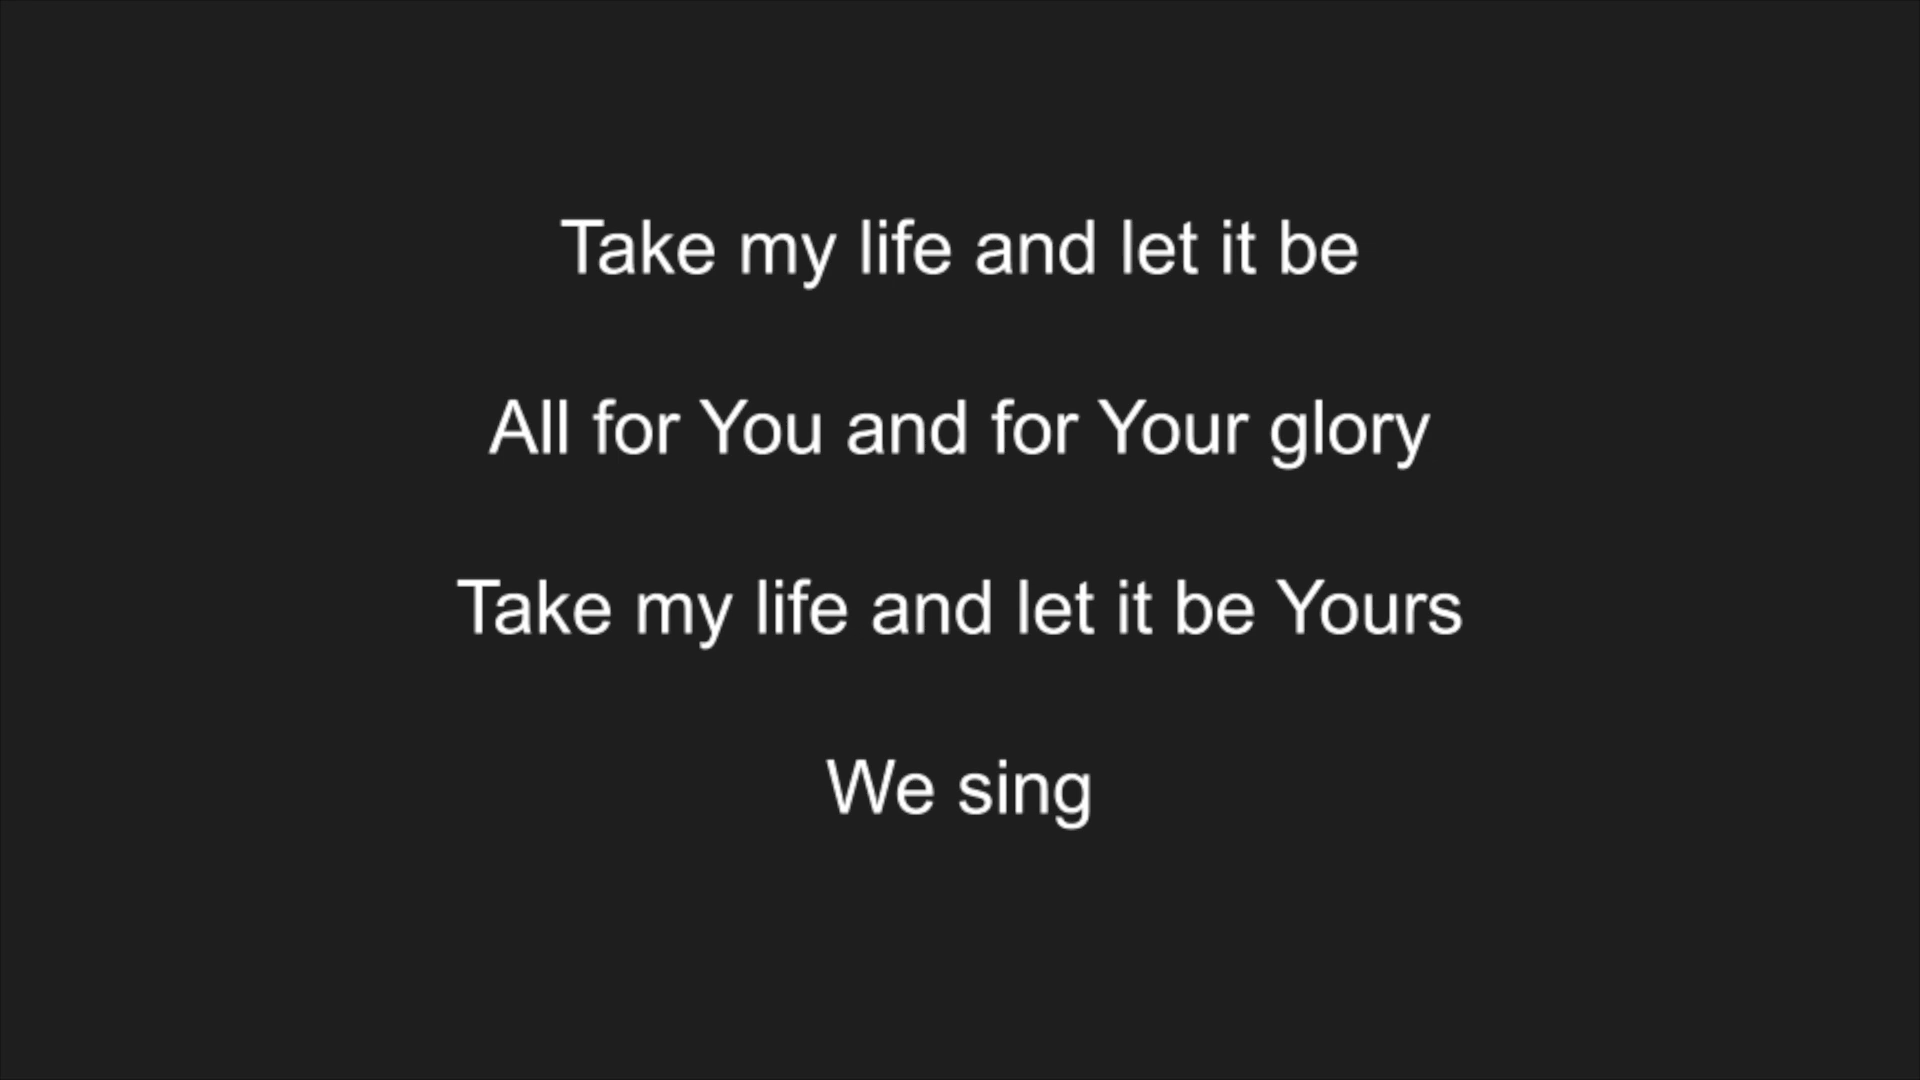 Take my life and let it be
All for You and for Your glory
Take my life and let it be Yours
We sing